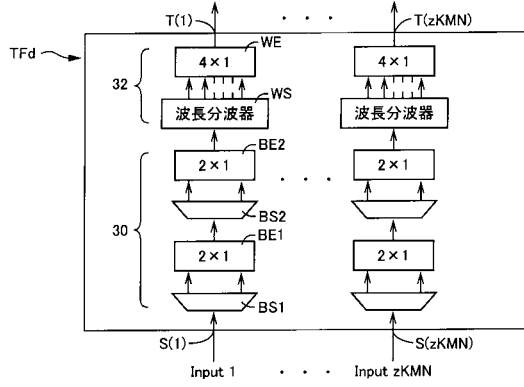 T(1) · · · T(zKMN)
TFd
WE
4×1 4×1
32
WS
波長分波器 波長分波器
BE2
2×1 · · · 2×1
BS2
30
BE1
2×1 2×1
BS1
S(1) S(zKMN)
Input 1 · · · Input zKMN